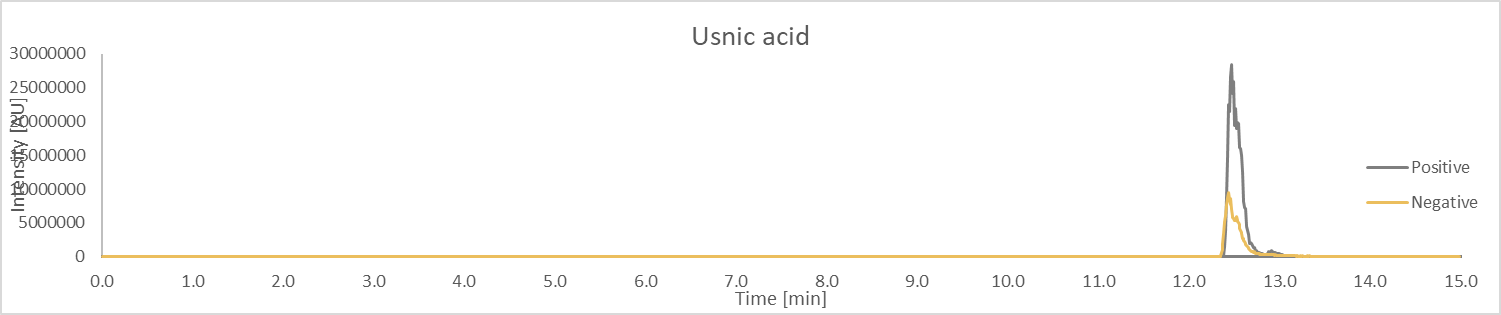 Usnic acid
30000000
25000000
20000000
15000000
10000000
5000000
0
Intensity [AU]
0.0 1.0 2.0 3.0 4.0 5.0 6.0 7.0 8.0 9.0 10.0 11.0 12.0 13.0 14.0 15.0
Time [min]
Positive
Negative